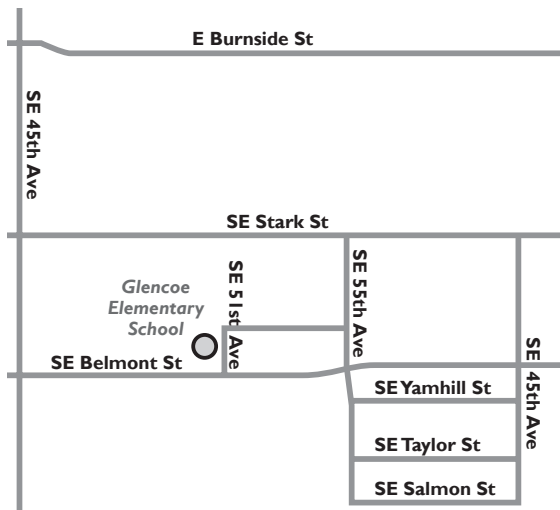 E Burnside St
SE 45th Ave
SE Stark St
Glencoe
Elementary
School
SE 51st Ave
SE 55th Ave
SE Belmont St
SE 45th Ave
SE Yamhill St
SE Taylor St
SE Salmon St